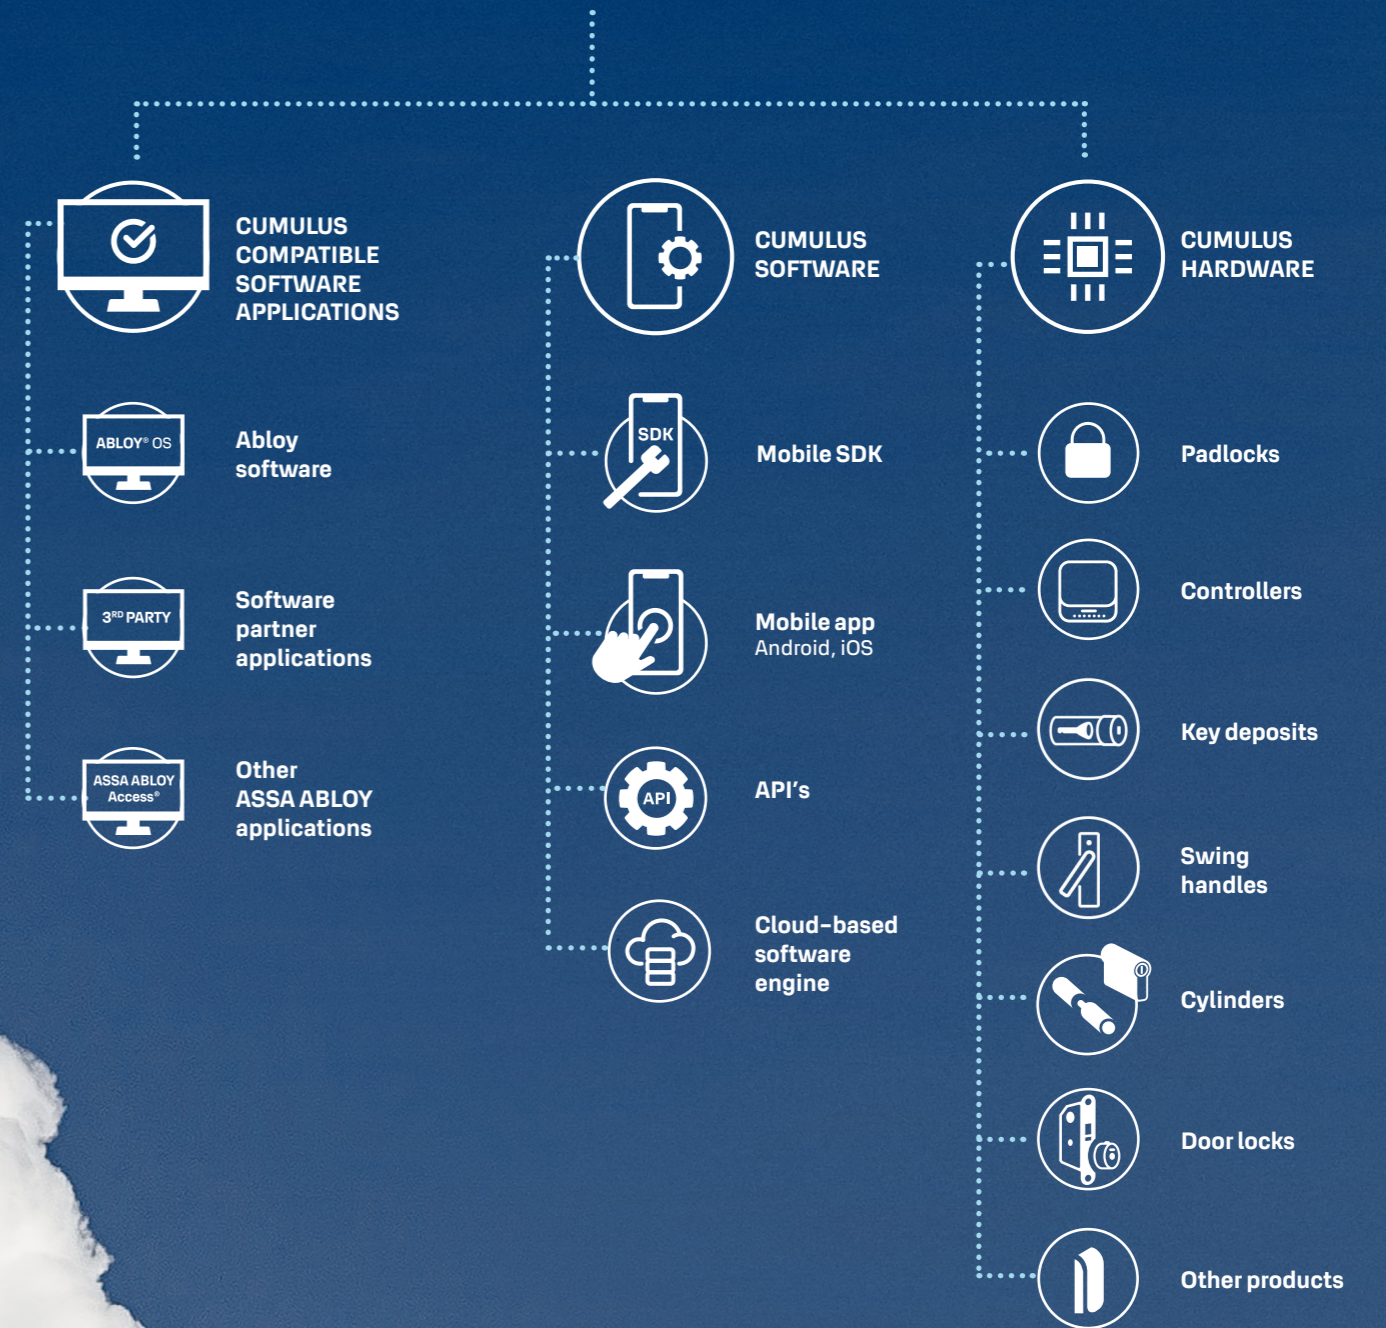 CUMULUS
COMPATIBLE
SOFTWARE
APPLICATIONS
ABLOY® OS
Abloy
software
3RD PARTY
Software
partner
applications
ASSA ABLOY
Access®
Other
ASSA ABLOY
applications
CUMULUS
SOFTWARE
SDK
Mobile SDK
Mobile app
Android, iOS
API
API's
Cloud-based
software
engine
CUMULUS
HARDWARE
Padlocks
Controllers
Key deposits
Swing
handles
Cylinders
Door locks
Other products